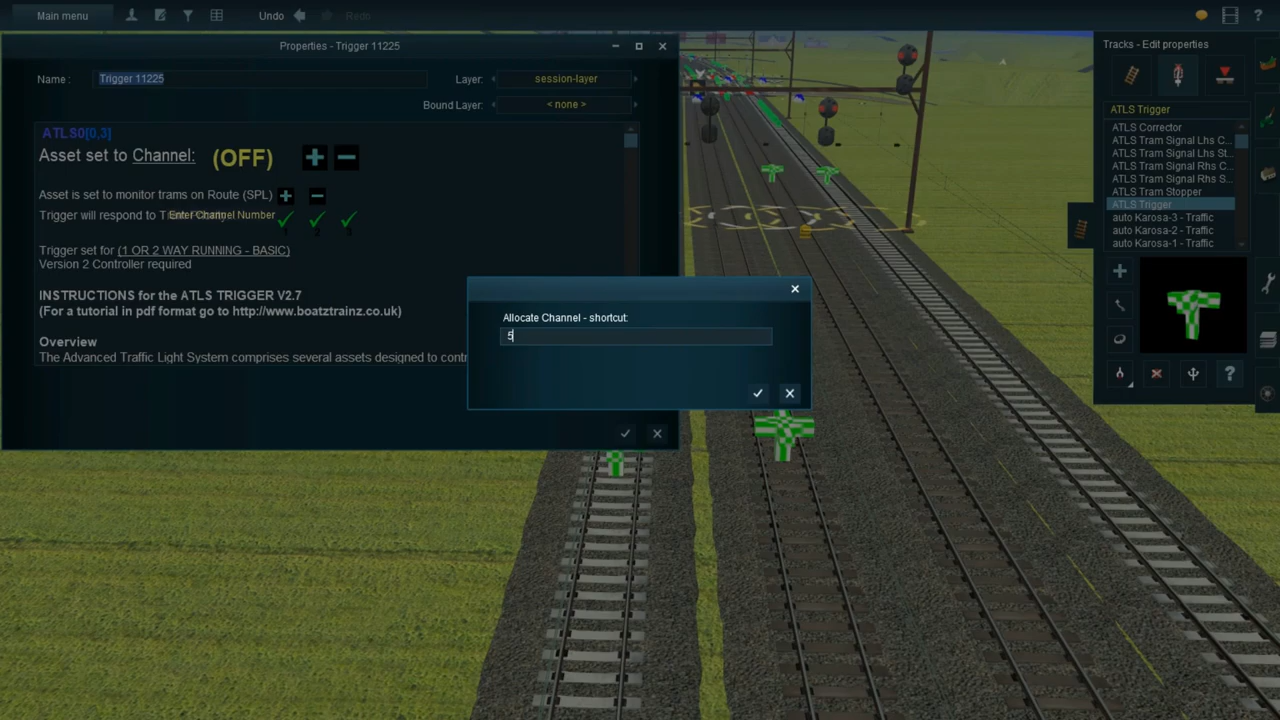 Main menu
Undo
Redo
Properties - Trigger 11225
Name :
Trigger 11225
Layer:
session-layer
Bound Layer:
< none >
ATLS0[0,3]
Asset set to Channel: (OFF)
Asset is set to monitor trams on Route (SPL)
Trigger will respond to
Enter Channel Number
Trigger set for (1 OR 2 WAY RUNNING - BASIC)
Version 2 Controller required
INSTRUCTIONS for the ATLS TRIGGER V2.7
(For a tutorial in pdf format go to http://www.boatztrainz.co.uk)
Overview
The Advanced Traffic Light System comprises several assets designed to contr
Allocate Channel - shortcut:
5
Tracks - Edit properties
ATLS Trigger
ATLS Corrector
ATLS Tram Signal Lhs C...
ATLS Tram Signal Lhs St...
ATLS Tram Signal Rhs C...
ATLS Tram Signal Rhs S...
ATLS Tram Stopper
ATLS Trigger
auto Karosa-3 - Traffic
auto Karosa-2 - Traffic
auto Karosa-1 - Traffic
?
?